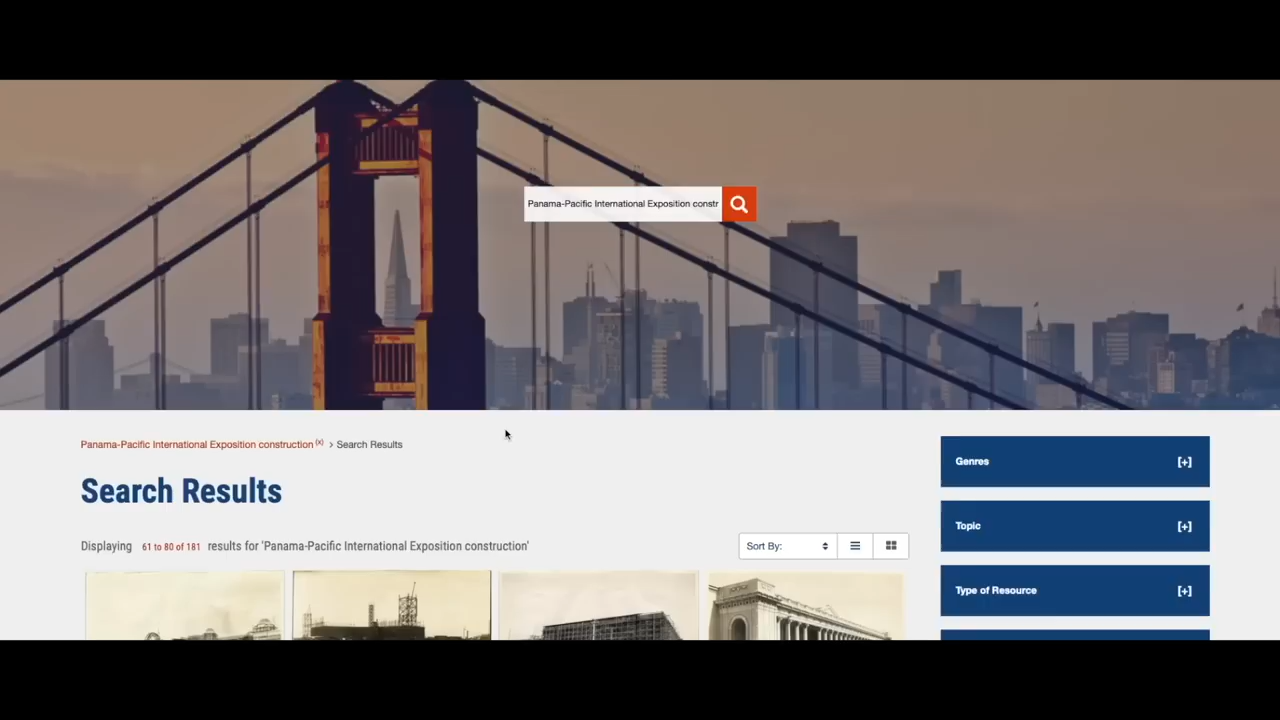 Panama-Pacific International Exposition constr
Panama-Pacific International Exposition construction (x) > Search Results
Search Results
Displaying 61 to 80 of 181 results for 'Panama-Pacific International Exposition construction'
Sort By:
Genres [+]
Topic [+]
Type of Resource [+]